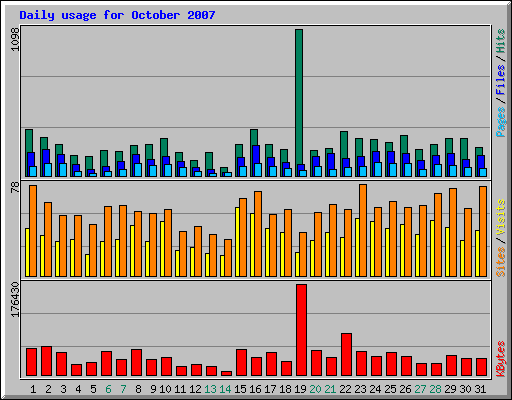 Daily usage for October 2007
1098
Pages / Files / Hits
78
Sites / Visits
176430
KBytes
1 2 3 4 5 6 7 8 9 10 11 12 13 14 15 16 17 18 19 20 21 22 23 24 25 26 27 28 29 30 31